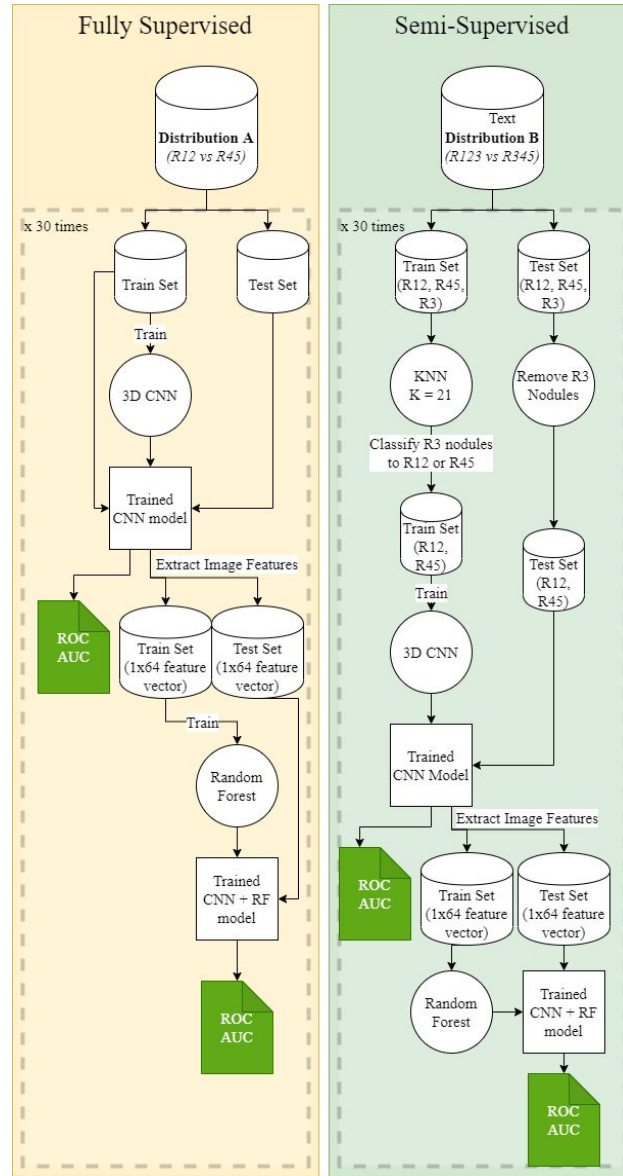 Fully Supervised
Distribution A
(R12 vs R45)
x 30 times
Train Set
Test Set
Train
3D CNN
Trained
CNN model
Extract Image Features
ROC
AUC
Train Set
(1x64 feature
vector)
Test Set
(1x64 feature
vector)
Train
Random
Forest
Trained
CNN + RF
model
ROC
AUC
Semi-Supervised
Text
Distribution B
(R123 vs R345)
x 30 times
Train Set
(R12, R45,
R3)
Test Set
(R12, R45,
R3)
KNN
K = 21
Remove R3
Nodules
Classify R3 nodules
to R12 or R45
Train Set
(R12,
R45)
Test Set
(R12,
R45)
Train
3D CNN
Trained
CNN Model
Extract Image Features
ROC
AUC
Train Set
(1x64 feature
vector)
Test Set
(1x64 feature
vector)
Random
Forest
Trained
CNN + RF
model
ROC
AUC